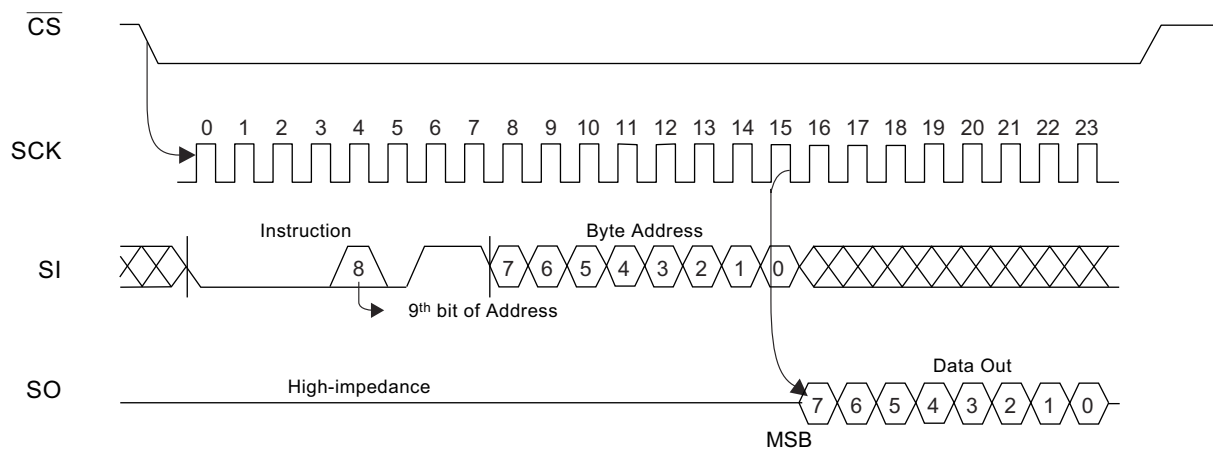 CS
0 1 2 3 4 5 6 7 8 9 10 11 12 13 14 15 16 17 18 19 20 21 22 23
SCK
Instruction Byte Address
SI 8 7 6 5 4 3 2 1 0
9th bit of Address
Data Out
High-impedance
SO 7 6 5 4 3 2 1 0
MSB